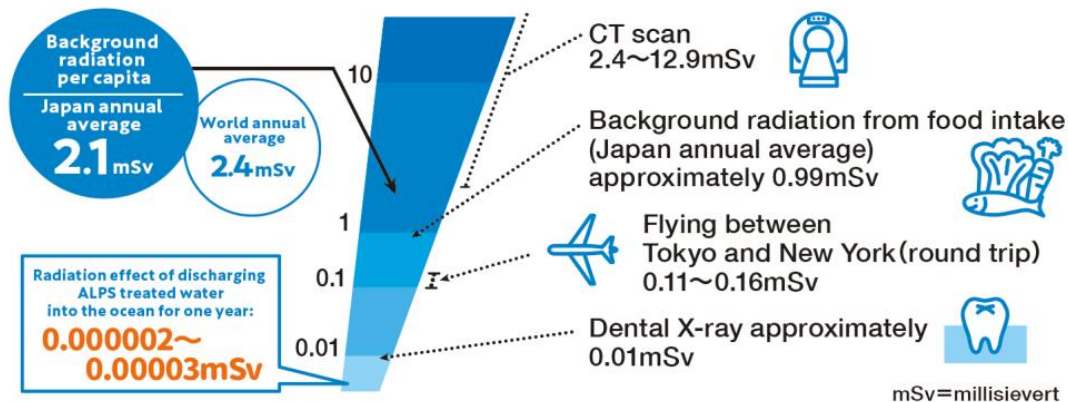 Background
radiation
per capita
Japan annual
average
2.1mSv
World annual
average
2.4mSv
10
1
0.1
0.01
CT scan
2.4～12.9mSv
Background radiation from food intake
(Japan annual average)
approximately 0.99mSv
Flying between
Tokyo and New York(round trip)
0.11～0.16mSv
Dental X-ray approximately
0.01mSv
Radiation effect of discharging
ALPS treated water
into the ocean for one year:
0.000002～
0.00003mSv
mSv=millisievert